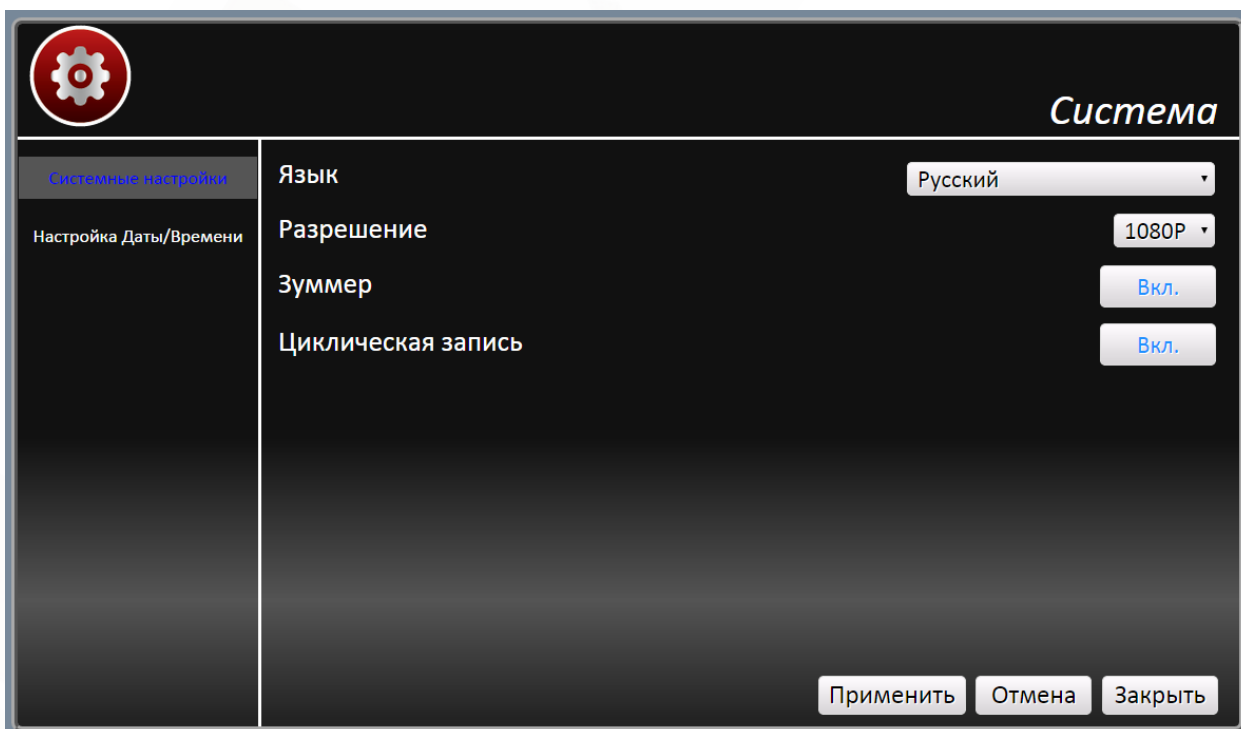 Система
Системные настройки
Настройка Даты/Времени
Язык
Русский
Разрешение
1080P
Зуммер
Вкл.
Циклическая запись
Вкл.
Применить
Отмена
Закрыть